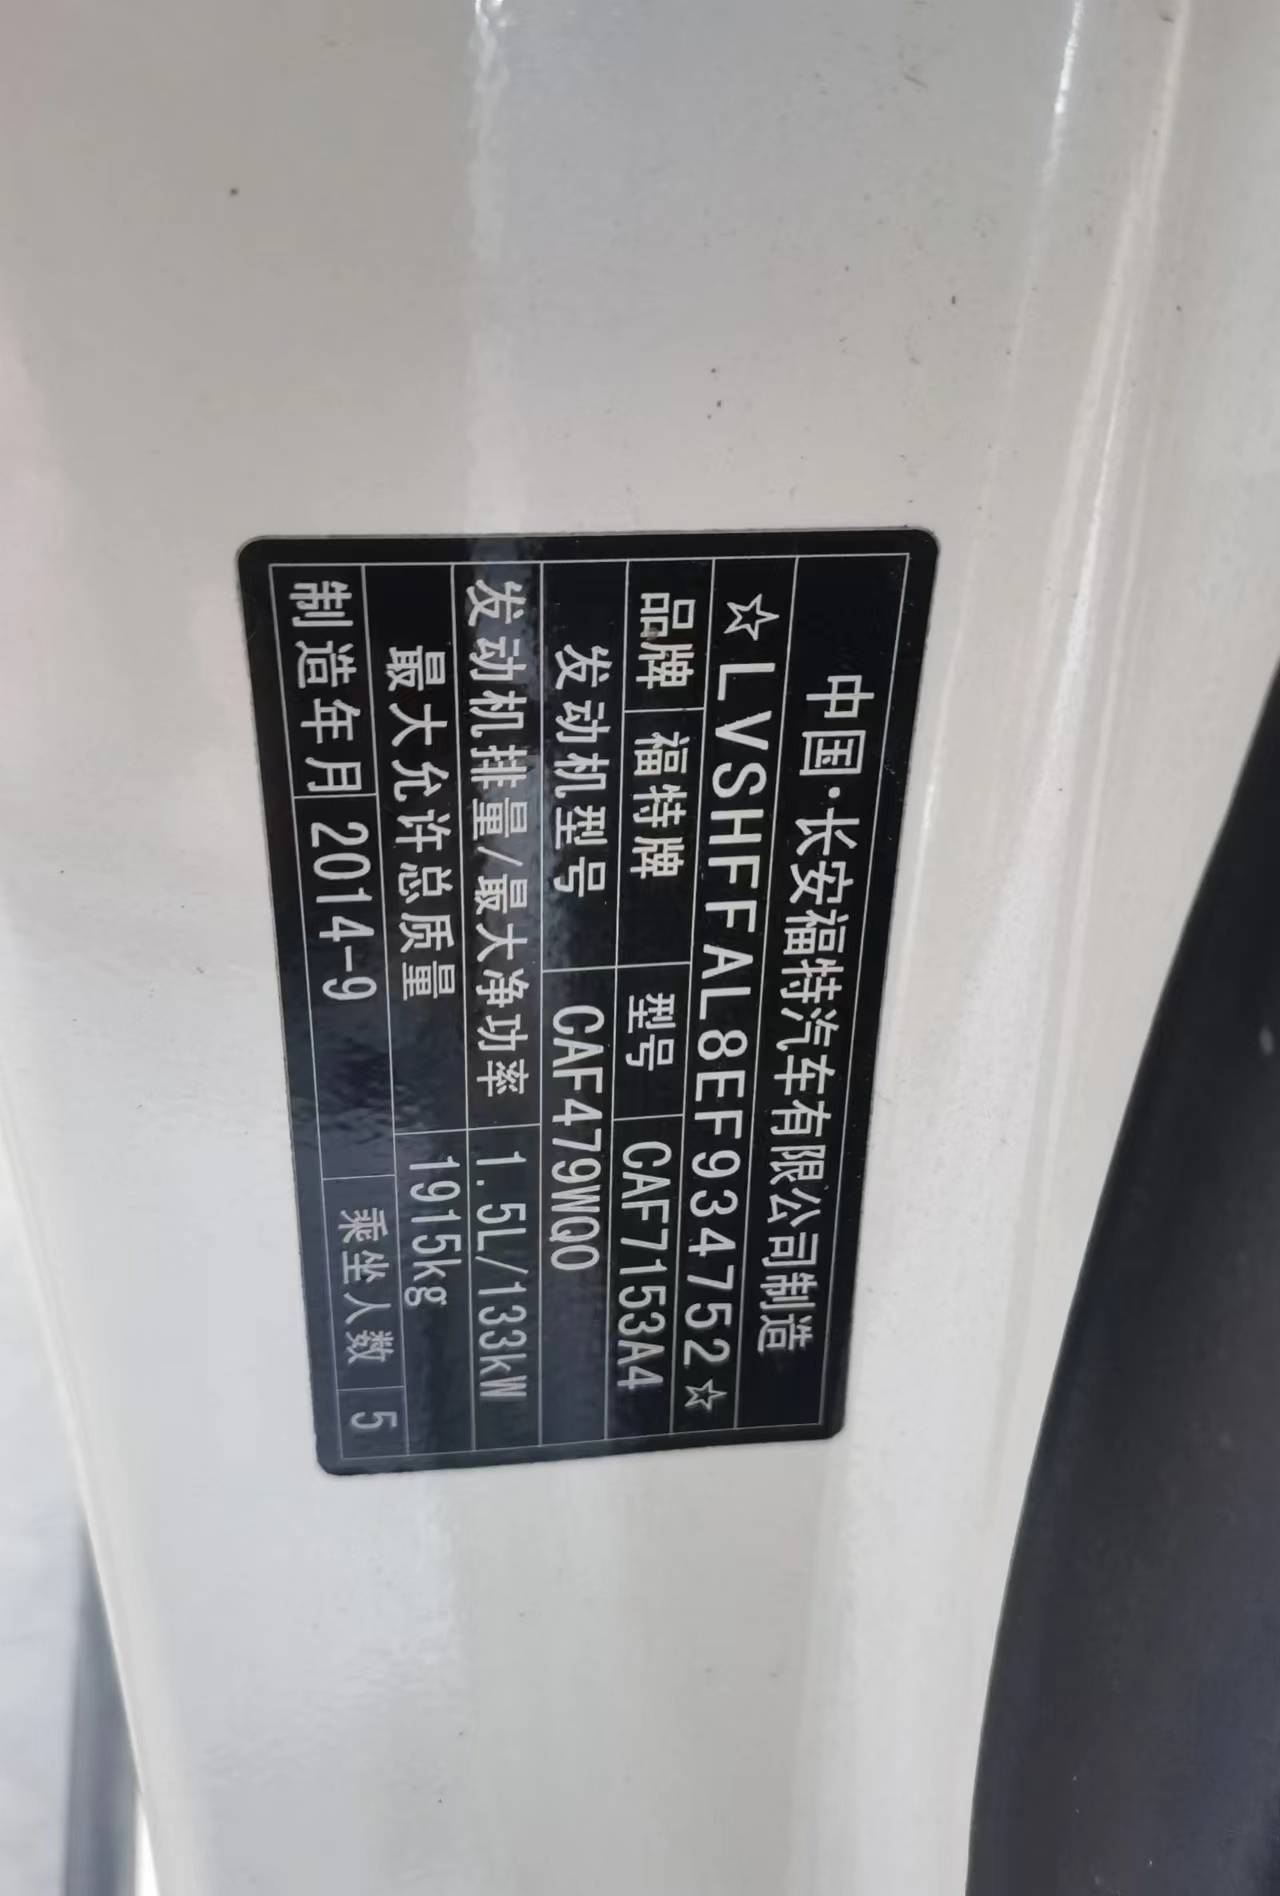 中国·长安福特汽车有限公司制造
☆LVSHFFAL8EF934752☆
品牌 福特牌 型号 CAF7153A4
发动机型号 CAF479WQ0
发动机排量/最大净功率 1.5L/133kW
最大允许总质量 1915kg
制造年月 2014-9 乘坐人数 5